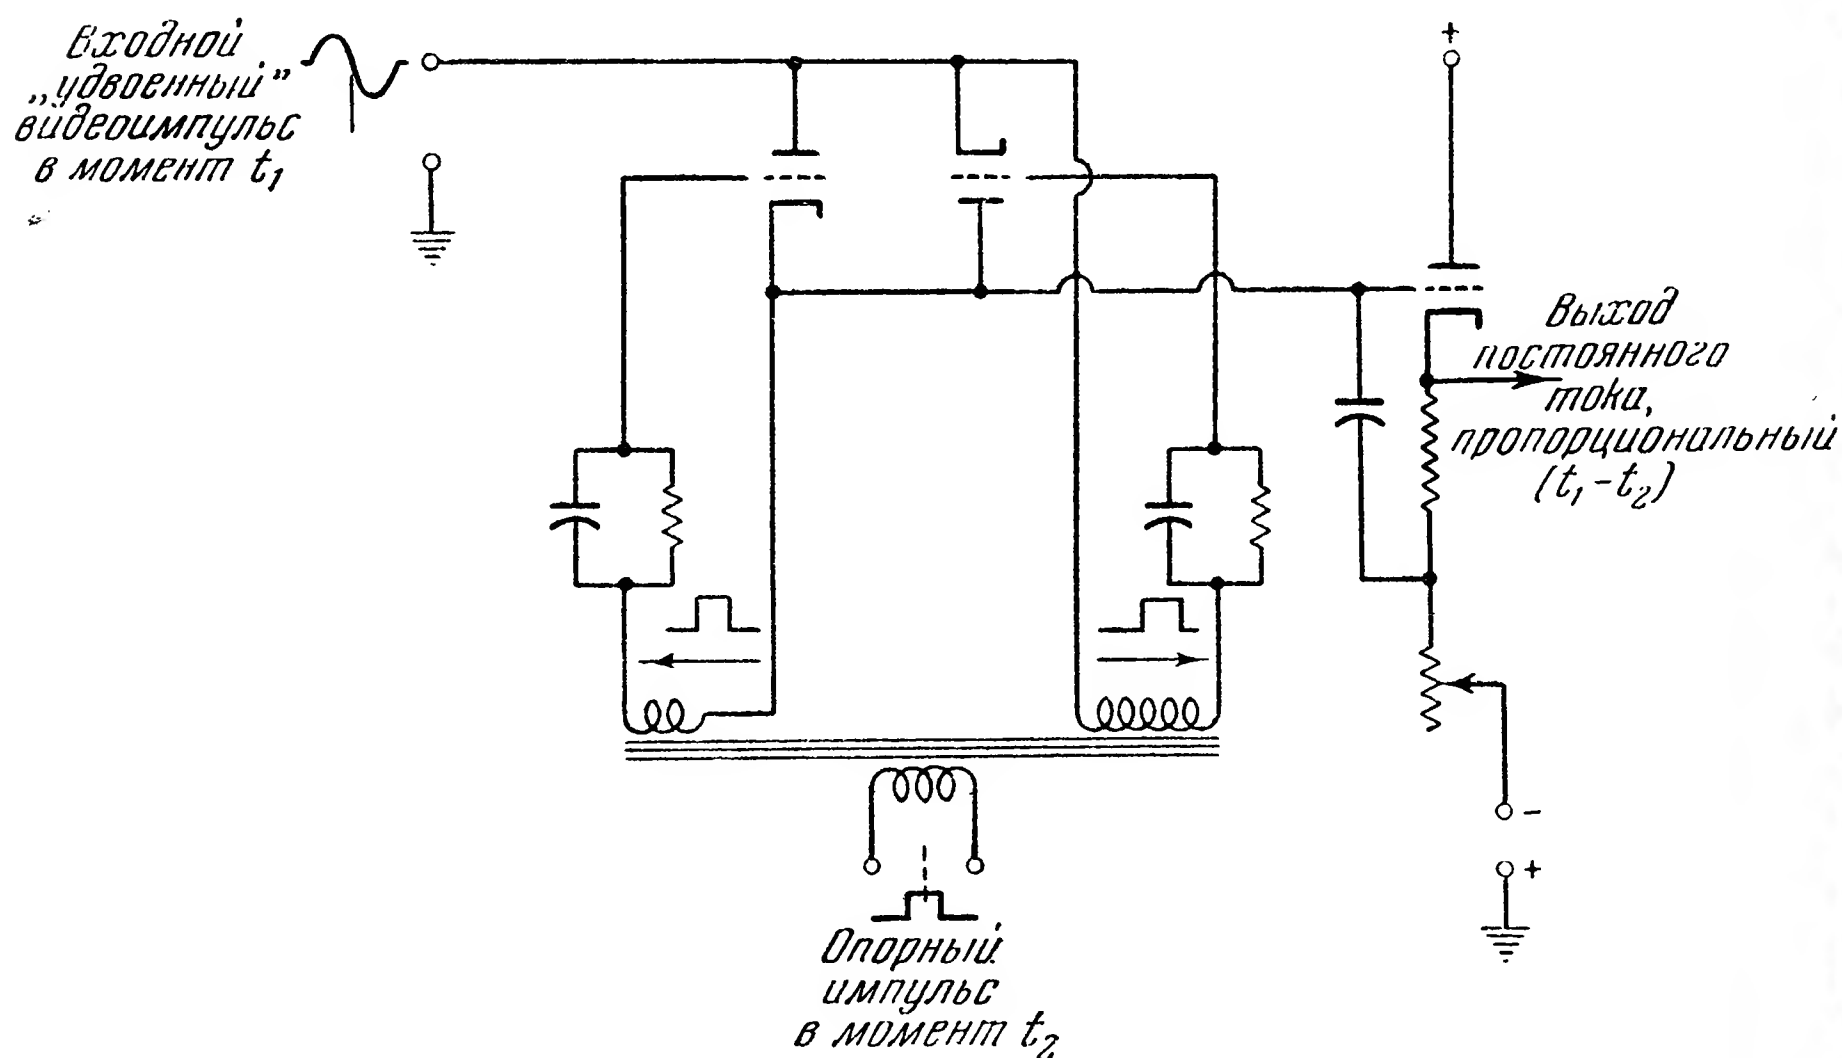 Входной
„удвоенный”
видеоимпульс
в момент t₁
+
Выход
постоянного
тока,
пропорциональный
(t₁-t₂)
-
+
Опорный
импульс
в момент t₂